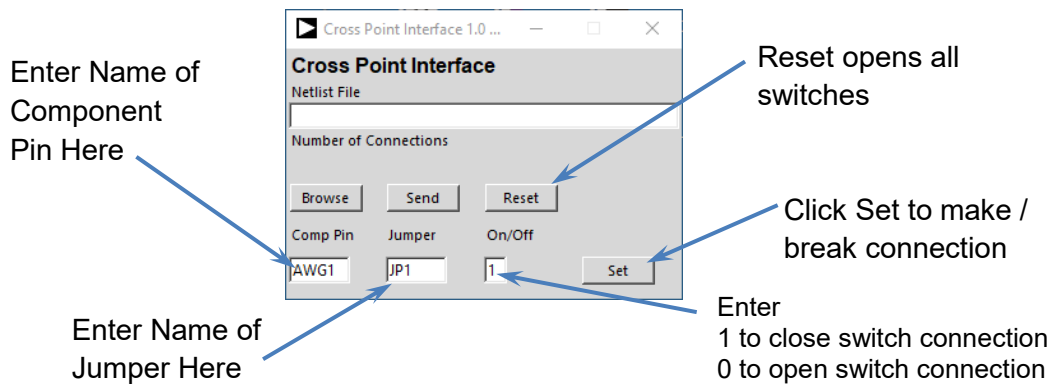 Cross Point Interface 1.0 ...
Cross Point Interface
Netlist File
Number of Connections
Browse
Send
Reset
Comp Pin
Jumper
On/Off
AWG1
JP1
1
Set
Enter Name of
Component
Pin Here
Reset opens all
switches
Click Set to make /
break connection
Enter Name of
Jumper Here
Enter
1 to close switch connection
0 to open switch connection